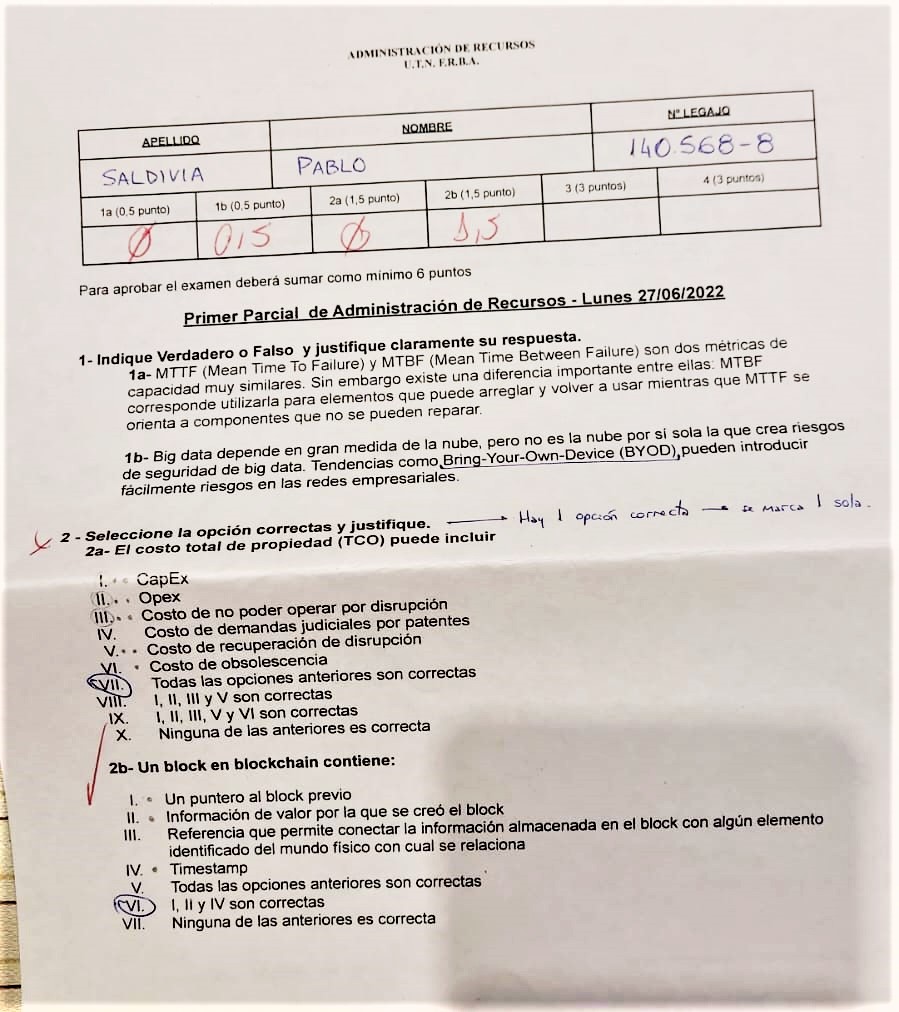 ADMINISTRACIÓN DE RECURSOS
U.T.N. F.R.B.A.
APELLIDO NOMBRE Nº LEGAJO
SALDIVIA PABLO 140.568-8
1a (0,5 punto) 1b (0,5 punto) 2a (1,5 punto) 2b (1,5 punto) 3 (3 puntos) 4 (3 puntos)
Ø 0,5 Ø 1,5
Para aprobar el examen deberá sumar como mínimo 6 puntos
Primer Parcial de Administración de Recursos - Lunes 27/06/2022
1- Indique Verdadero o Falso y justifique claramente su respuesta.
1a- MTTF (Mean Time To Failure) y MTBF (Mean Time Between Failure) son dos métricas de
capacidad muy similares. Sin embargo existe una diferencia importante entre ellas: MTBF
corresponde utilizarla para elementos que puede arreglar y volver a usar mientras que MTTF se
orienta a componentes que no se pueden reparar.
1b- Big data depende en gran medida de la nube, pero no es la nube por sí sola la que crea riesgos
de seguridad de big data. Tendencias como Bring-Your-Own-Device (BYOD), pueden introducir
fácilmente riesgos en las redes empresariales.
2 - Seleccione la opción correctas y justifique. → Hay 1 opción correcta → se marca 1 sola.
2a- El costo total de propiedad (TCO) puede incluir
I. CapEx
II. Opex
III. Costo de no poder operar por disrupción
IV. Costo de demandas judiciales por patentes
V. Costo de recuperación de disrupción
VI. Costo de obsolescencia
VII. Todas las opciones anteriores son correctas
VIII. I, II, III y V son correctas
IX. I, II, III, V y VI son correctas
X. Ninguna de las anteriores es correcta
2b- Un block en blockchain contiene:
I. Un puntero al block previo
II. Información de valor por la que se creó el block
III. Referencia que permite conectar la información almacenada en el block con algún elemento
identificado del mundo físico con cual se relaciona
IV. Timestamp
V. Todas las opciones anteriores son correctas
VI. I, II y IV son correctas
VII. Ninguna de las anteriores es correcta